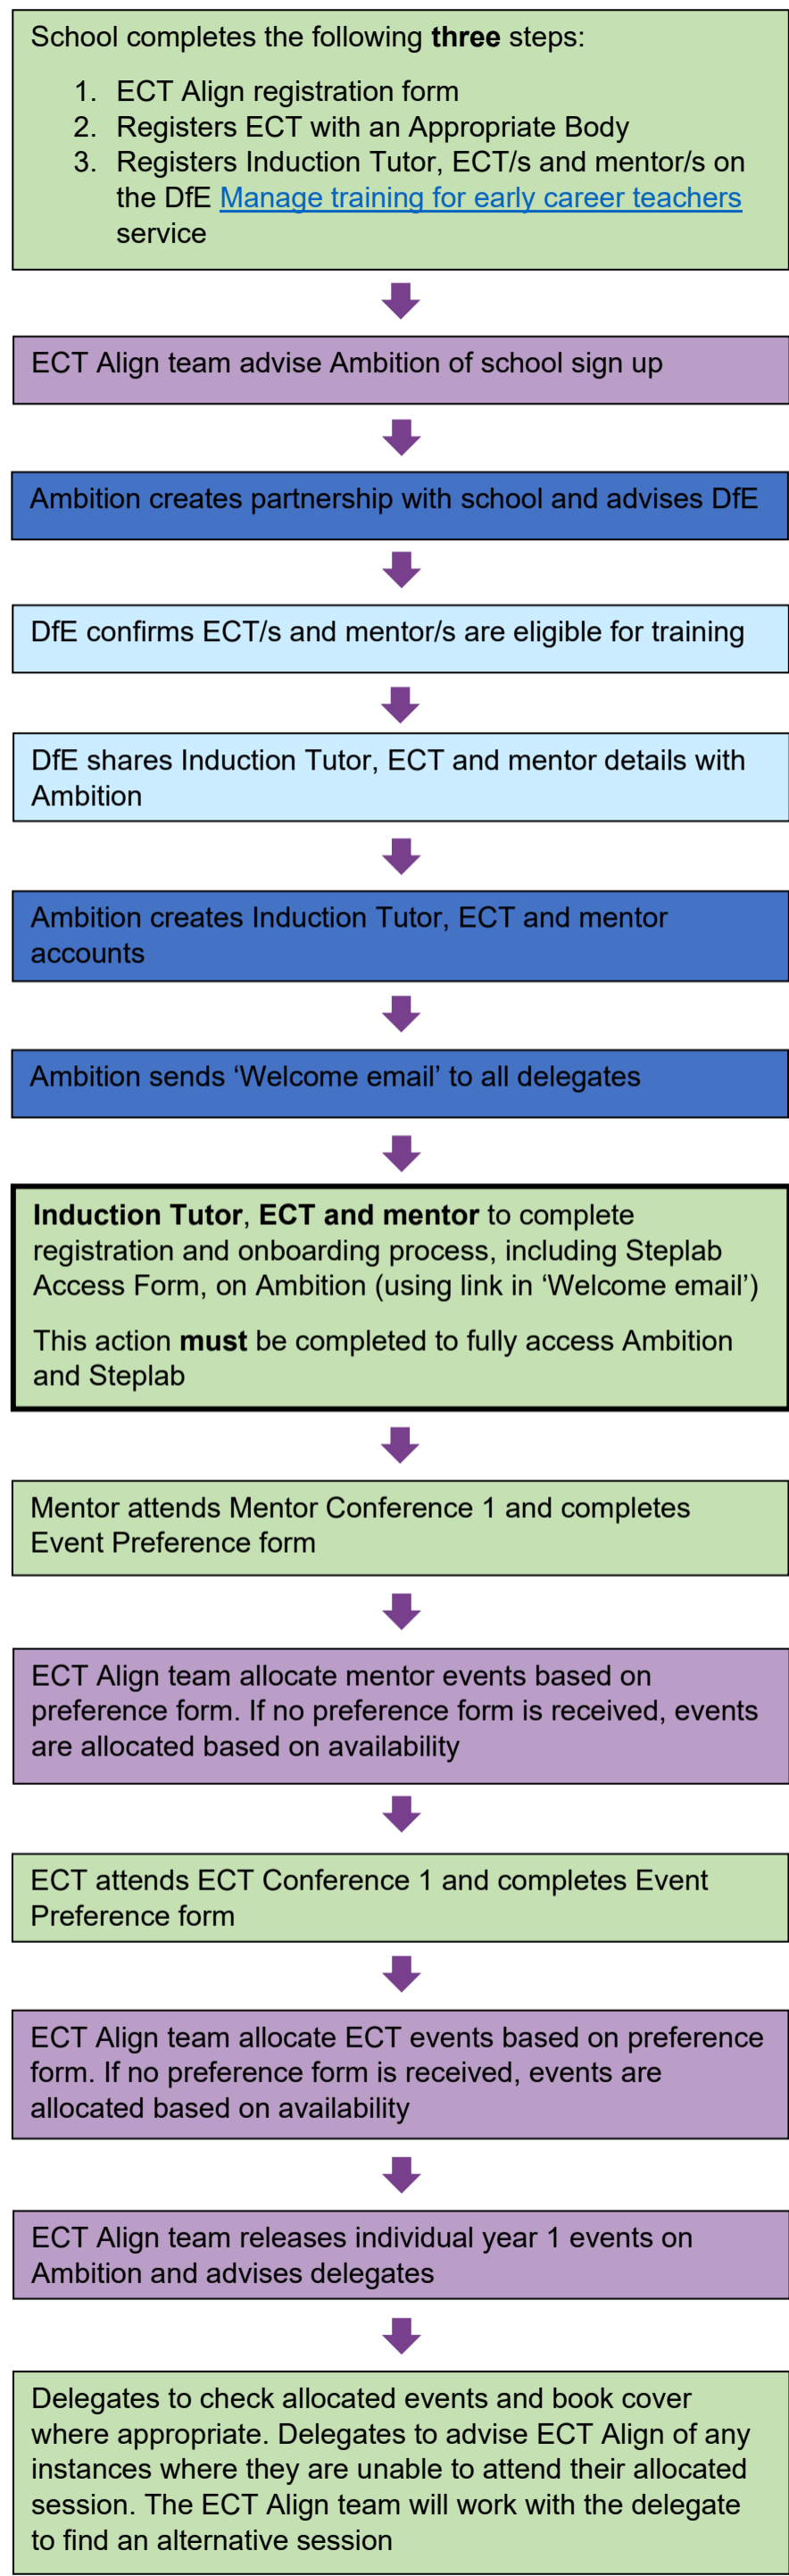 School completes the following three steps:
1. ECT Align registration form
2. Registers ECT with an Appropriate Body
3. Registers Induction Tutor, ECT/s and mentor/s on
the DfE Manage training for early career teachers
service
ECT Align team advise Ambition of school sign up
Ambition creates partnership with school and advises DfE
DfE confirms ECT/s and mentor/s are eligible for training
DfE shares Induction Tutor, ECT and mentor details with
Ambition
Ambition creates Induction Tutor, ECT and mentor
accounts
Ambition sends ‘Welcome email’ to all delegates
Induction Tutor, ECT and mentor to complete
registration and onboarding process, including Steplab
Access Form, on Ambition (using link in ‘Welcome email’)
This action must be completed to fully access Ambition
and Steplab
Mentor attends Mentor Conference 1 and completes
Event Preference form
ECT Align team allocate mentor events based on
preference form. If no preference form is received, events
are allocated based on availability
ECT attends ECT Conference 1 and completes Event
Preference form
ECT Align team allocate ECT events based on preference
form. If no preference form is received, events are
allocated based on availability
ECT Align team releases individual year 1 events on
Ambition and advises delegates
Delegates to check allocated events and book cover
where appropriate. Delegates to advise ECT Align of any
instances where they are unable to attend their allocated
session. The ECT Align team will work with the delegate
to find an alternative session